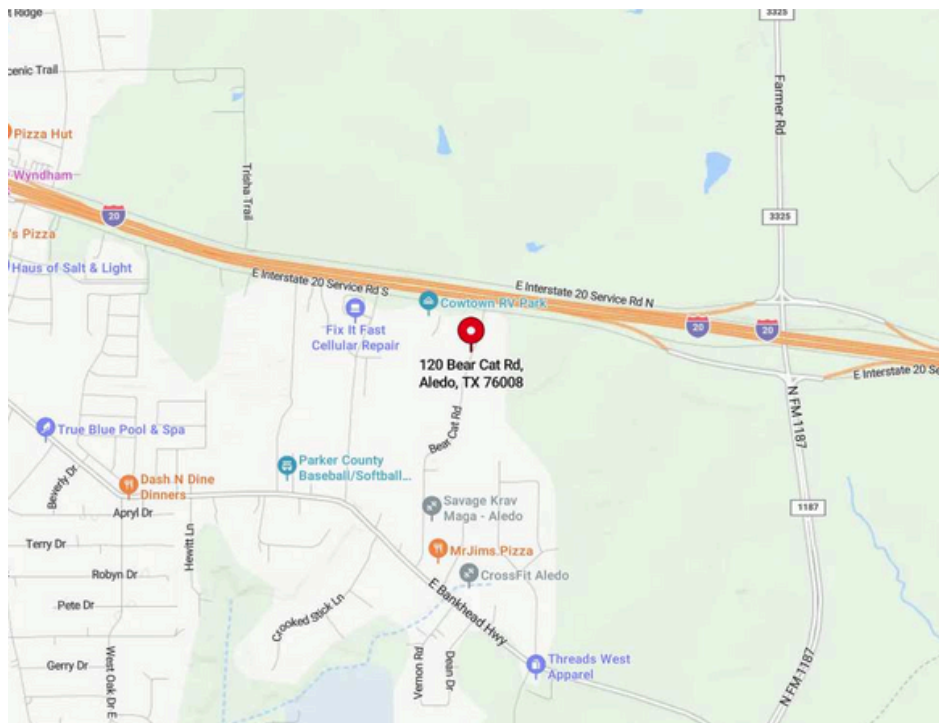 3325
t Ridge
cenic Trail
Farmer Rd
Pizza Hut
Trisha Trail
Wyndham
20
3325
's Pizza
Haus of Salt & Light
E Interstate 20 Service Rd S
E Interstate 20 Service Rd N
Cowtown RV Park
Fix It Fast
Cellular Repair
20
20
120 Bear Cat Rd,
Aledo, TX 76008
E Interstate 20 Se
N FM 1187
True Blue Pool & Spa
Bear Cat Rd
Parker County
Baseball/Softball...
Beverly Dr
Dash N Dine
Dinners
Savage Krav
Maga - Aledo
1187
Apryl Dr
Hewitt Ln
Terry Dr
MrJims.Pizza
Robyn Dr
CrossFit Aledo
Pete Dr
Crooked Stick Ln
E Bankhead Hwy
Gerry Dr
West Oak Dr E
Vernon Rd
Dean Dr
Threads West
Apparel
N FM 1187